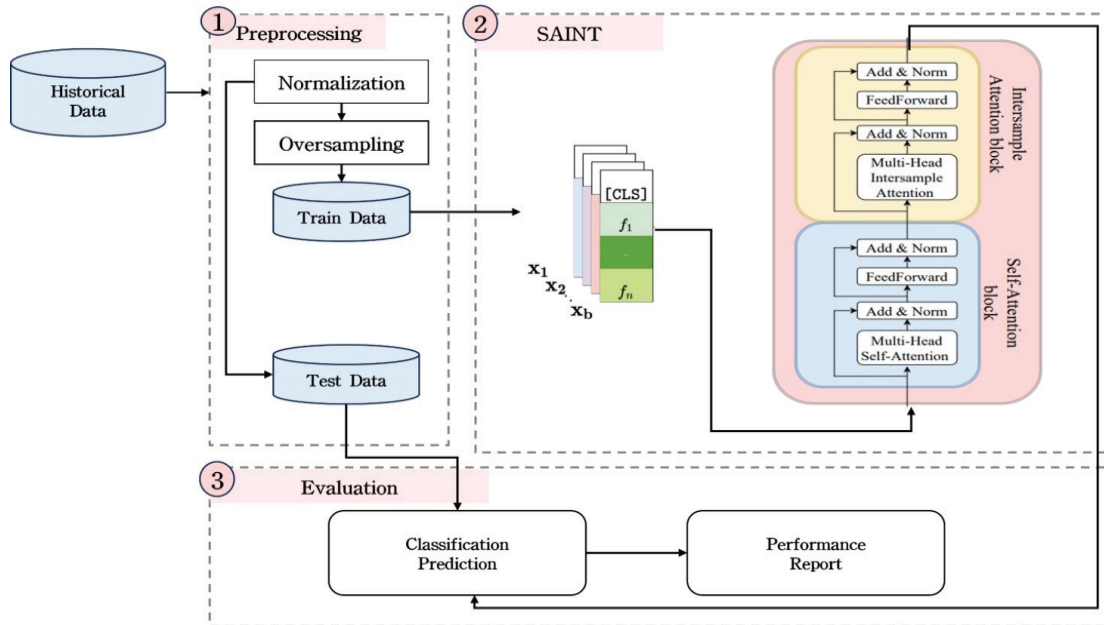 1
Preprocessing
Historical
Data
Normalization
Oversampling
Train Data
Test Data
2
SAINT
[CLS]
f1
..
fn
x1
x2
..
xb
Add & Norm
FeedForward
Add & Norm
Multi-Head
Intersample
Attention
Intersample
Attention block
Add & Norm
FeedForward
Add & Norm
Multi-Head
Self-Attention
Self-Attention
block
3
Evaluation
Classification
Prediction
Performance
Report